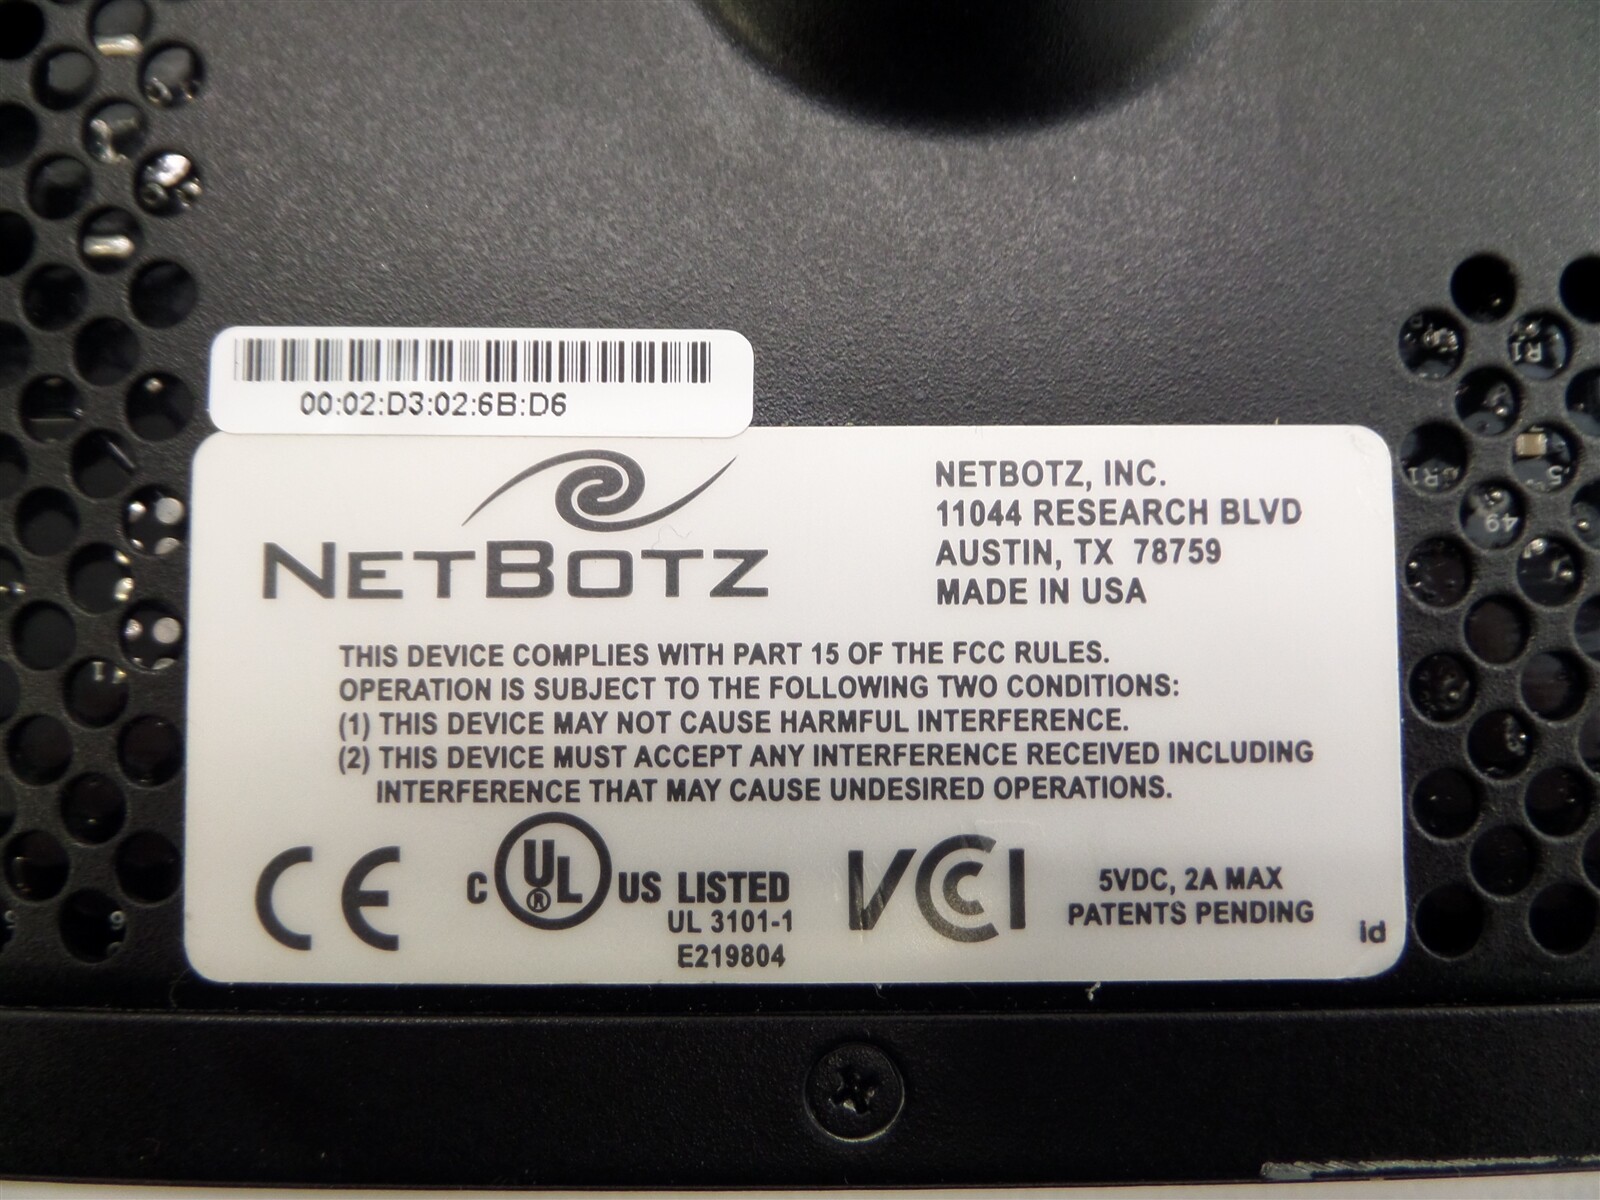 00:02:D3:02:6B:D6
NETBOTZ
NETBOTZ, INC.
11044 RESEARCH BLVD
AUSTIN, TX 78759
MADE IN USA
THIS DEVICE COMPLIES WITH PART 15 OF THE FCC RULES.
OPERATION IS SUBJECT TO THE FOLLOWING TWO CONDITIONS:
(1) THIS DEVICE MAY NOT CAUSE HARMFUL INTERFERENCE.
(2) THIS DEVICE MUST ACCEPT ANY INTERFERENCE RECEIVED INCLUDING
INTERFERENCE THAT MAY CAUSE UNDESIRED OPERATIONS.
CE
C UL ® US LISTED
UL 3101-1
E219804
VCCI
5VDC, 2A MAX
PATENTS PENDING
id